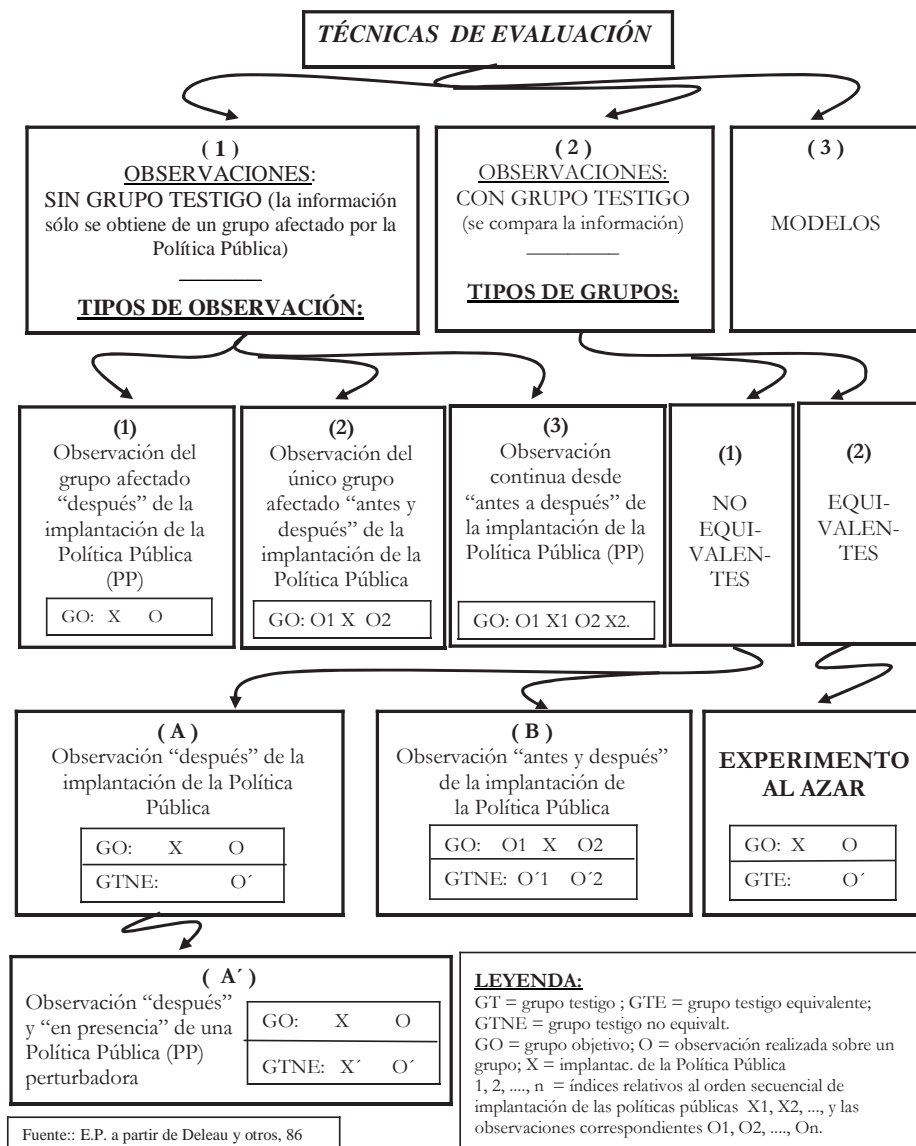 TÉCNICAS DE EVALUACIÓN
( 1 )
OBSERVACIONES:
SIN GRUPO TESTIGO (la información
sólo se obtiene de un grupo afectado por la
Política Pública)
TIPOS DE OBSERVACIÓN:
( 2 )
OBSERVACIONES:
CON GRUPO TESTIGO
(se compara la información)
TIPOS DE GRUPOS:
( 3 )
MODELOS
(1)
Observación del
grupo afectado
“después” de la
implantación de la
Política Pública
(PP)
GO: X O
(2)
Observación del
único grupo
afectado “antes y
después” de la
implantación de la
Política Pública
GO: O1 X O2
(3)
Observación
continua desde
“antes a después” de
la implantación de la
Política Pública (PP)
GO: O1 X1 O2 X2.
(1)
NO
EQUI-
VALEN-
TES
(2)
EQUI-
VALENTES
( A )
Observación “después” de la
implantación de la Política
Pública
GO: X O
GTNE: O´
( B )
Observación “antes y después”
de la implantación de
la Política Pública
GO: O1 X O2
GTNE: O´1 O´2
EXPERIMENTO
AL AZAR
GO: X O
GTE: O´
( A´ )
Observación “después”
y “en presencia” de una
Política Pública (PP)
perturbadora
GO: X O
GTNE: X´ O´
LEYENDA:
GT = grupo testigo ; GTE = grupo testigo equivalente;
GTNE = grupo testigo no equivalt.
GO = grupo objetivo; O = observación realizada sobre un
grupo; X = implantac. de la Política Pública
1, 2, ...., n = índices relativos al orden secuencial de
implantación de las políticas públicas X1, X2, ..., y las
observaciones correspondientes O1, O2, ...., On.
Fuente:: E.P. a partir de Deleau y otros, 86